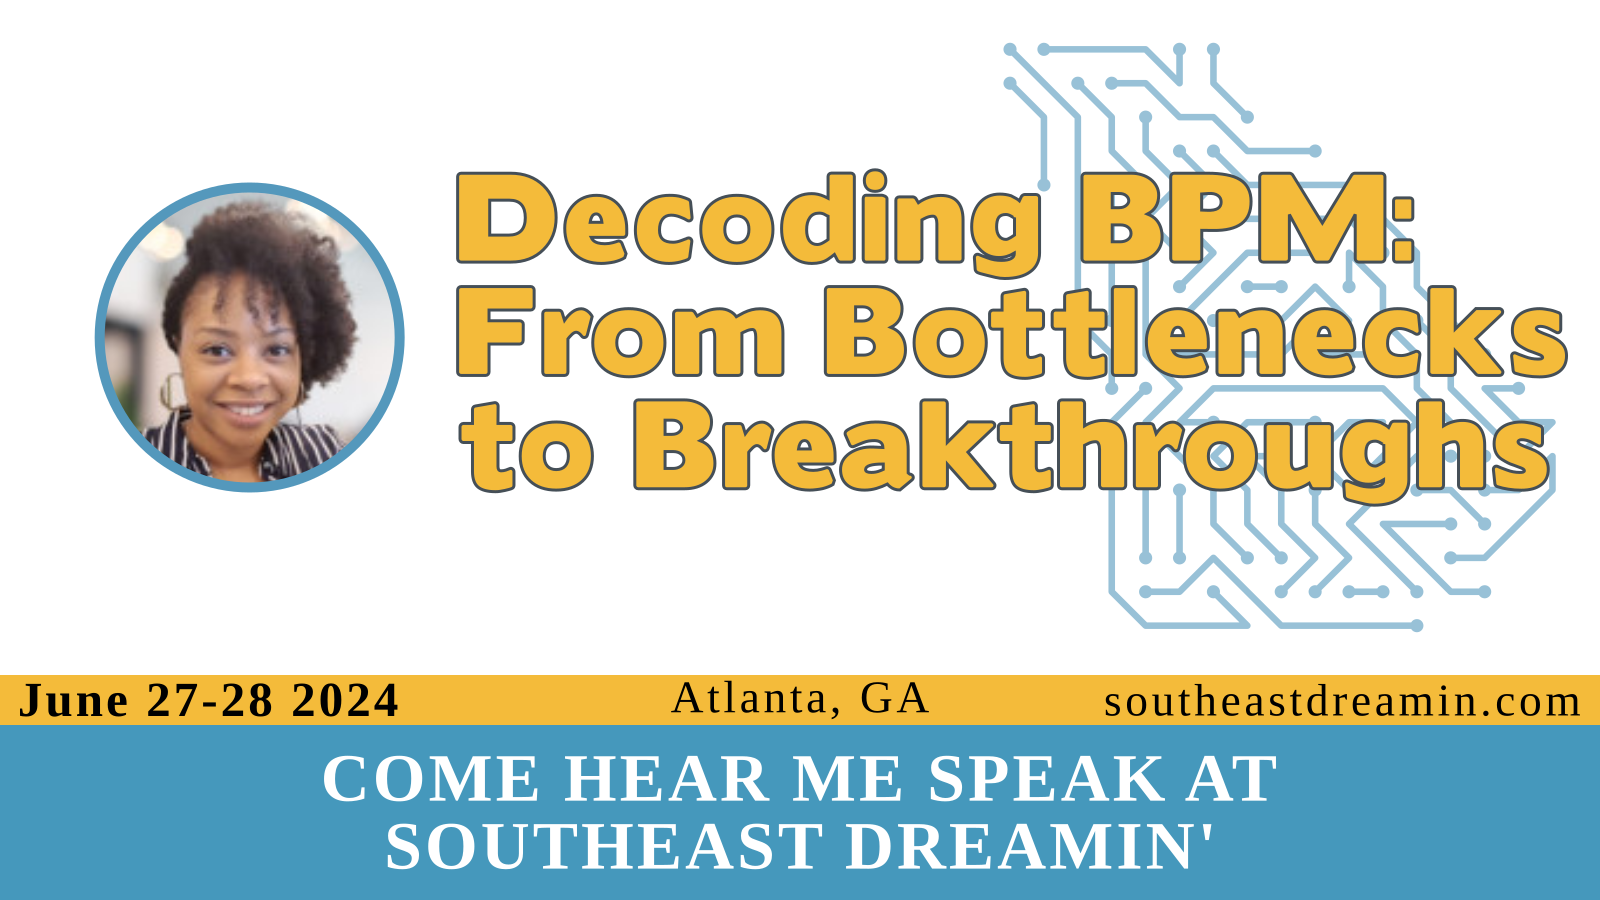 Decoding BPM:
From Bottlenecks
to Breakthroughs
June 27-28 2024
Atlanta, GA
southeastdreamin.com
COME HEAR ME SPEAK AT
SOUTHEAST DREAMIN'